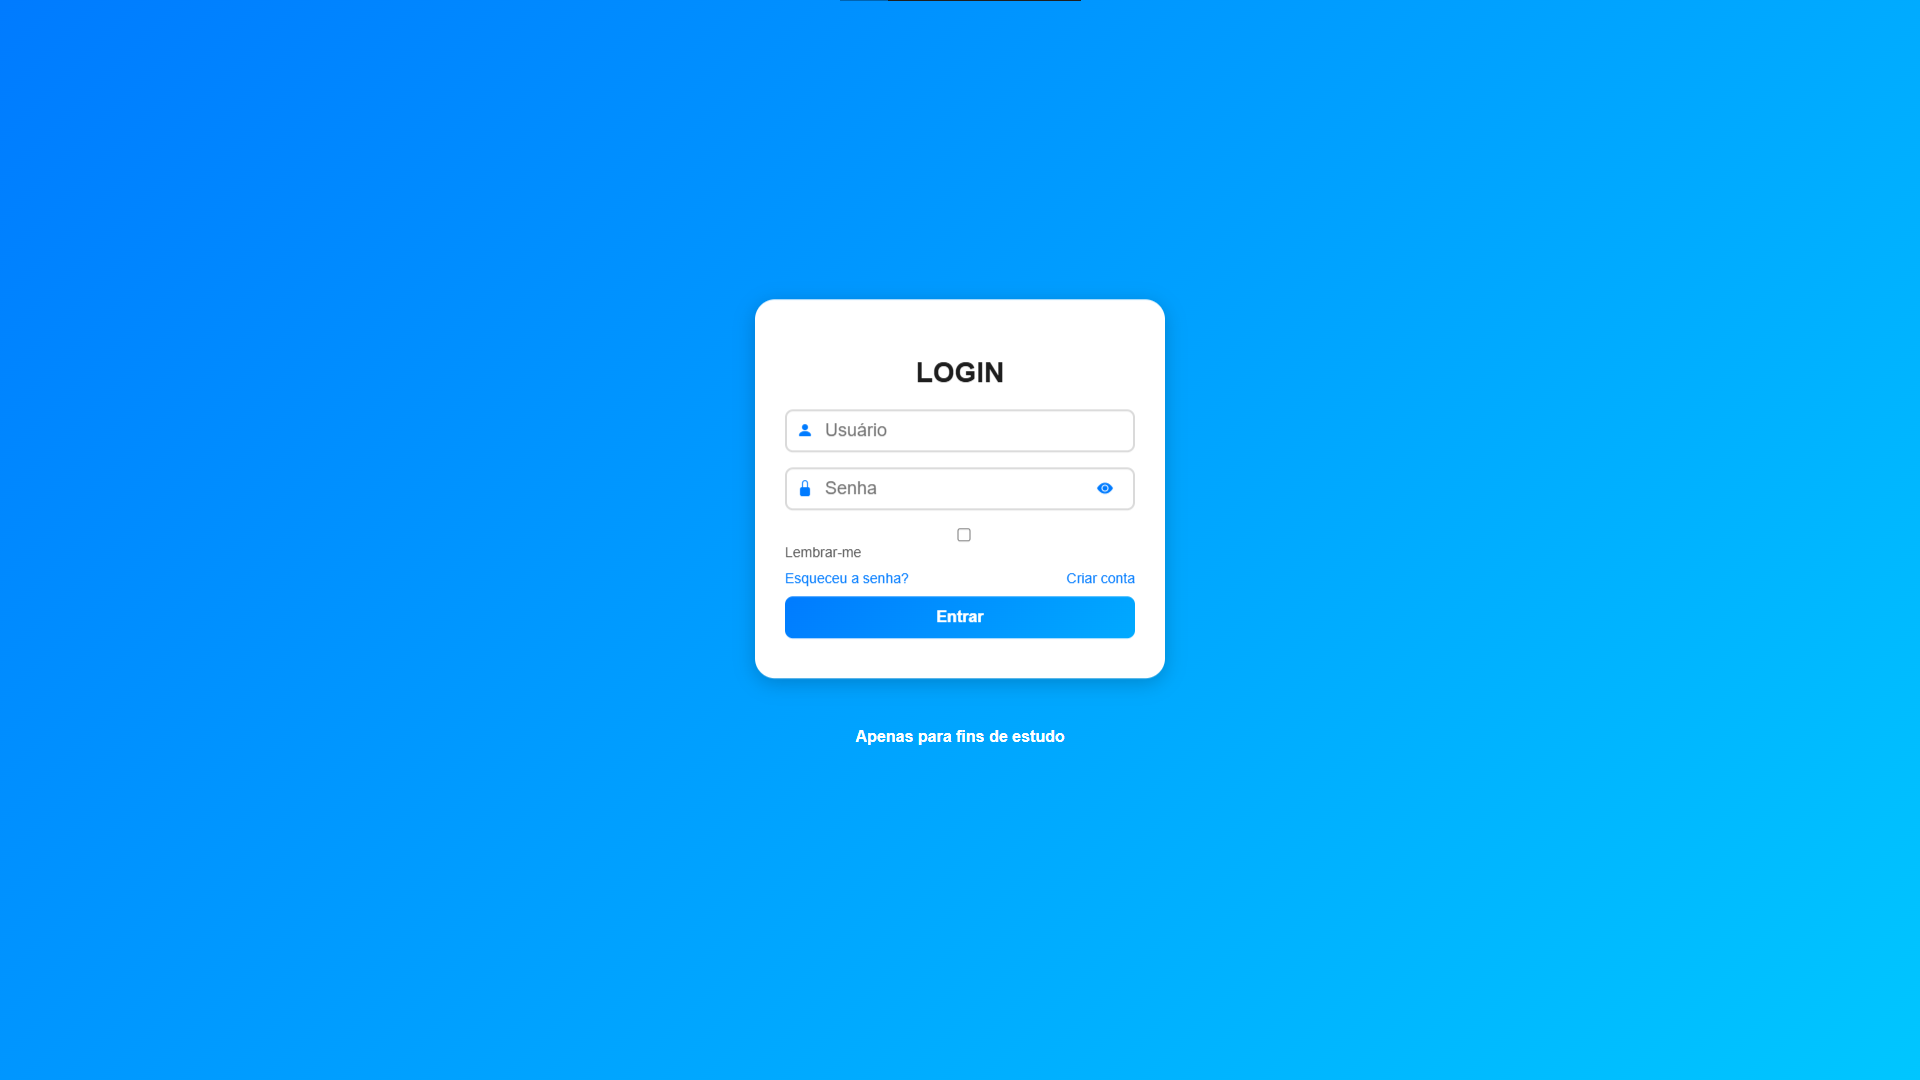 LOGIN
Usuário
Senha
Lembrar-me
Esqueceu a senha? Criar conta
Entrar
Apenas para fins de estudo